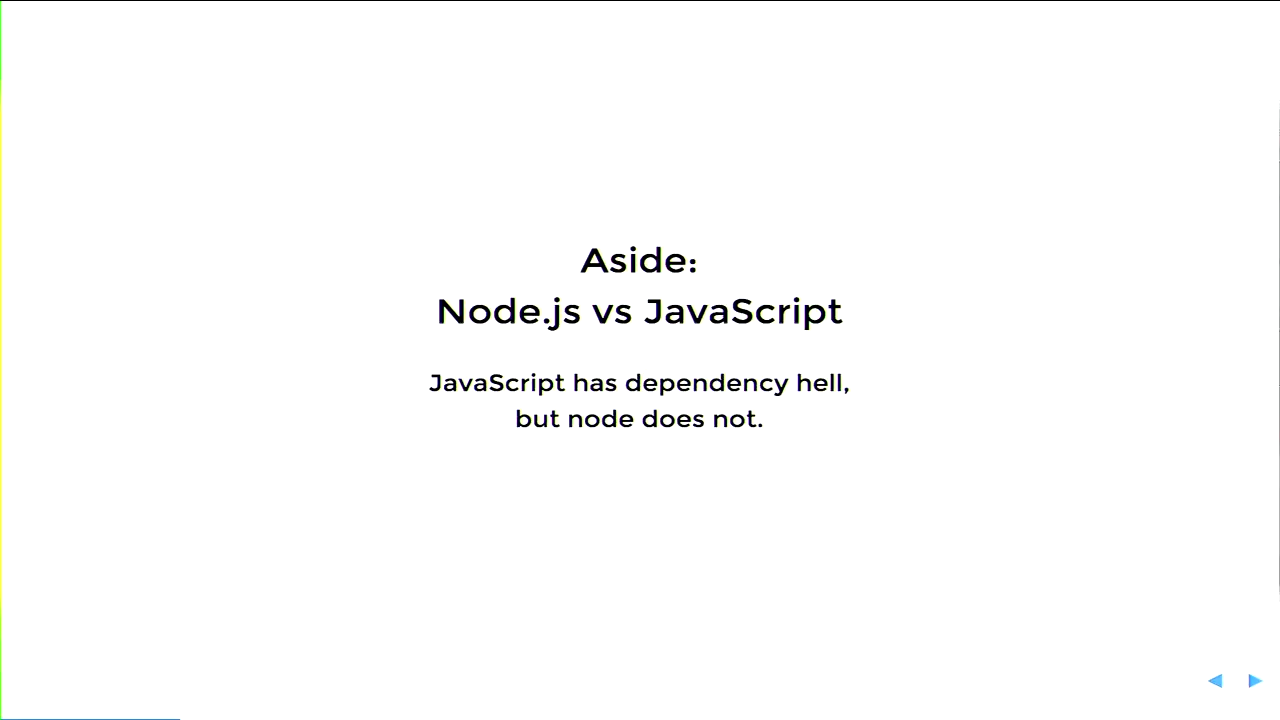 Aside:
Node.js vs JavaScript
JavaScript has dependency hell,
but node does not.